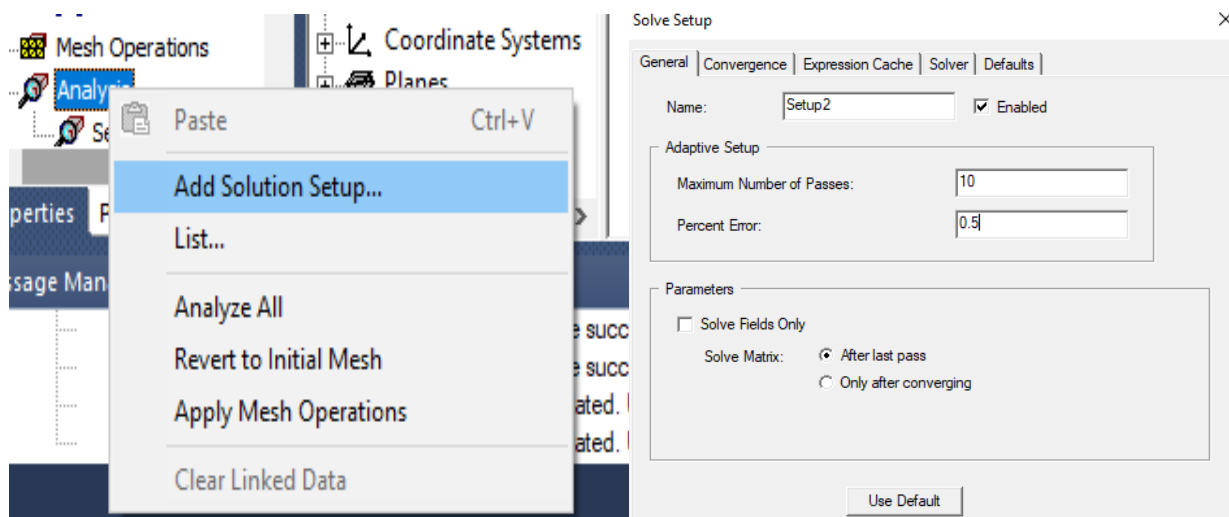 Mesh Operations
Analysis
Coordinate Systems
Planes
Paste Ctrl+V
Add Solution Setup...
List...
Analyze All
Revert to Initial Mesh
Apply Mesh Operations
Clear Linked Data
Solve Setup
General Convergence Expression Cache Solver Defaults
Name: Setup2 Enabled
Adaptive Setup
Maximum Number of Passes: 10
Percent Error: 0.5
Parameters
Solve Fields Only
Solve Matrix: After last pass
Only after converging
Use Default